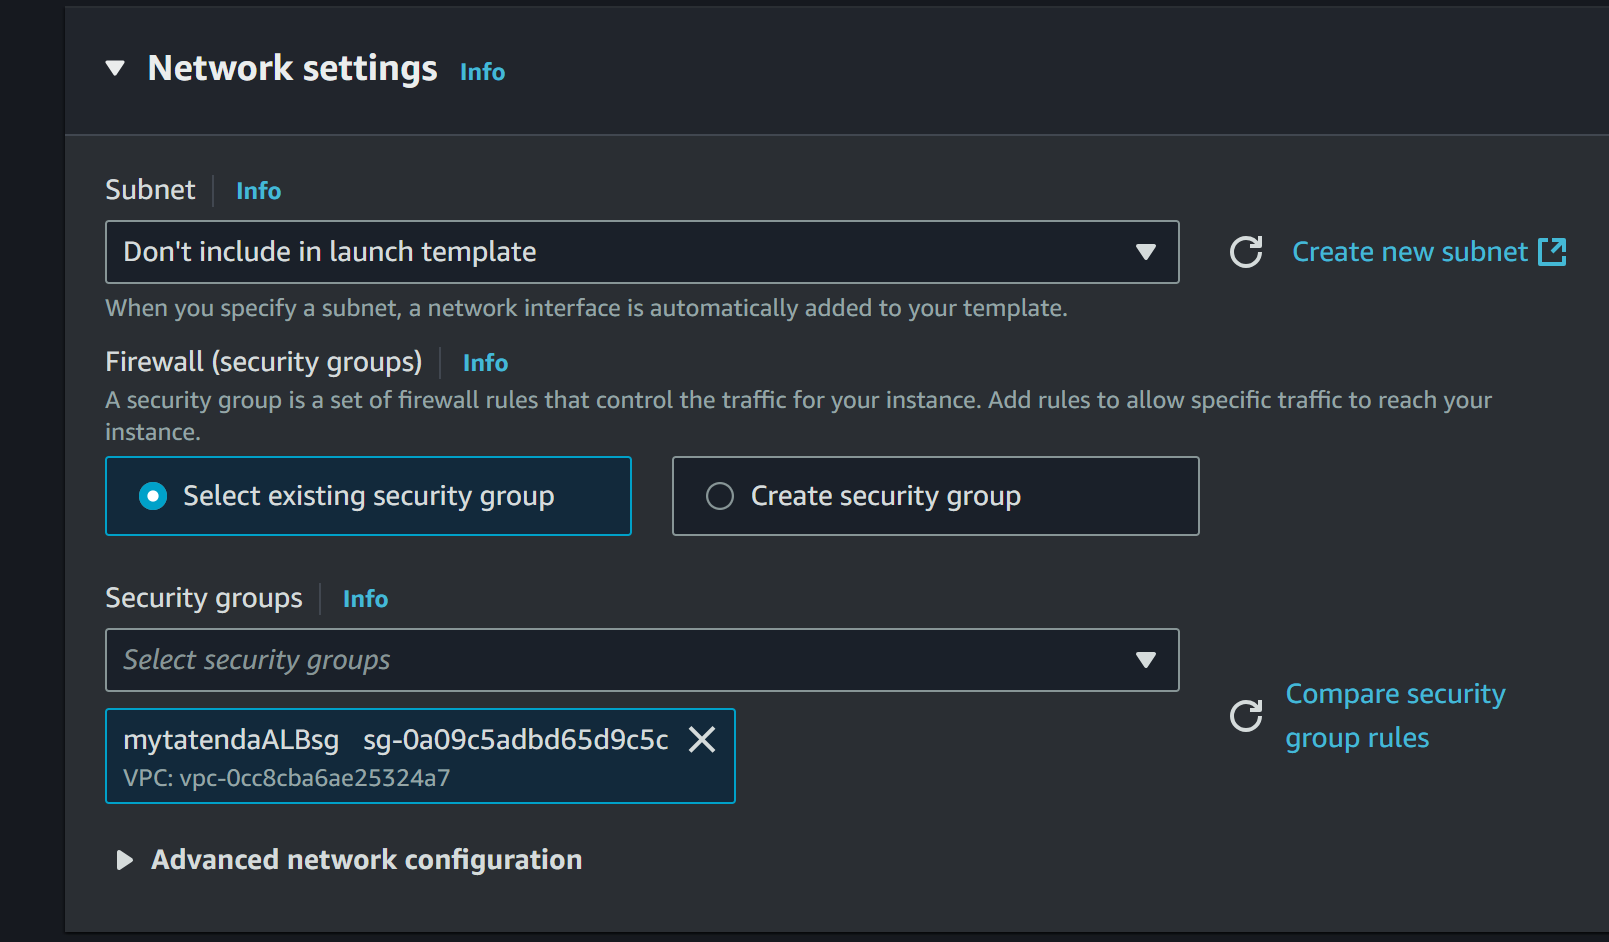 Network settings Info
Subnet Info
Don't include in launch template
Create new subnet
When you specify a subnet, a network interface is automatically added to your template.
Firewall (security groups) Info
A security group is a set of firewall rules that control the traffic for your instance. Add rules to allow specific traffic to reach your
instance.
Select existing security group
Create security group
Security groups Info
Select security groups
Compare security
group rules
mytatendaALBsg sg-0a09c5adbd65d9c5c
VPC: vpc-0cc8cba6ae25324a7
Advanced network configuration